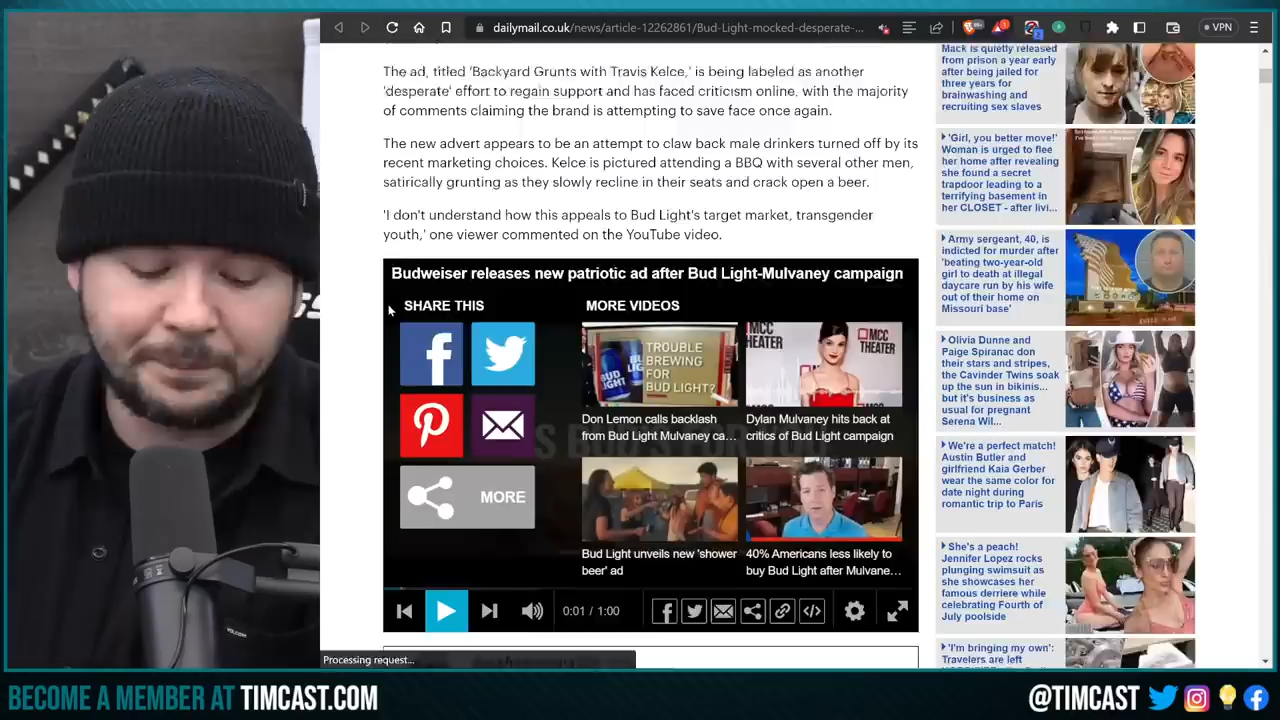 dailymail.co.uk/news/article-12262861/Bud-Light-mocked-desperate-...
VPN
The ad, titled 'Backyard Grunts with Travis Kelce,' is being labeled as another
'desperate' effort to regain support and has faced criticism online, with the majority
of comments claiming the brand is attempting to save face once again.
The new advert appears to be an attempt to clawback male drinkers turned off by its
recent marketing choices. Kelce is pictured attending a BBQ with several other men,
satirically grunting as they slowly recline in their seats and crack open a beer.
'I don't understand how this appeals to Bud Light's target market, transgender
youth,' one viewer commented on the YouTube video.
Budweiser releases new patriotic ad after Bud Light-Mulvaney campaign
SHARE THIS
MORE VIDEOS
TROUBLE
BREWING
FOR
BUD LIGHT?
MCC
THEATER
MCC
THEATER
Don Lemon calls backlash
from Bud Light Mulvaney ca...
Dylan Mulvaney hits back at
critics of Bud Light campaign
MORE
Bud Light unveils new 'shower
beer' ad
40% Americans less likely to
buy Bud Light after Mulvane...
0:01 / 1:00
Processing request...
Mack is quietly released
from prison a year early
after being jailed for
three years for
brainwashing and
recruiting sex slaves
'Girl, you better move!'
Woman is urged to flee
her home after revealing
she found a secret
trapdoor leading to a
terrifying basement in
her CLOSET - after livi...
Army sergeant, 40, is
indicted for murder after
'beating two-year-old
girl to death at illegal
daycare run by his wife
out of their home on
Missouri base'
Olivia Dunne and
Paige Spiranac don
their stars and stripes,
the Cavinder Twins soak
up the sun in bikinis...
but it's business as
usual for pregnant
Serena Wil...
We're a perfect match!
Austin Butler and
girlfriend Kaia Gerber
wear the same color for
date night during
romantic trip to Paris
She's a peach!
Jennifer Lopez rocks
plunging swimsuit as
she showcases her
famous derriere while
celebrating Fourth of
July poolside
'I'm bringing my own':
Travelers are left
BECOME A MEMBER AT TIMCAST.COM
@TIMCAST